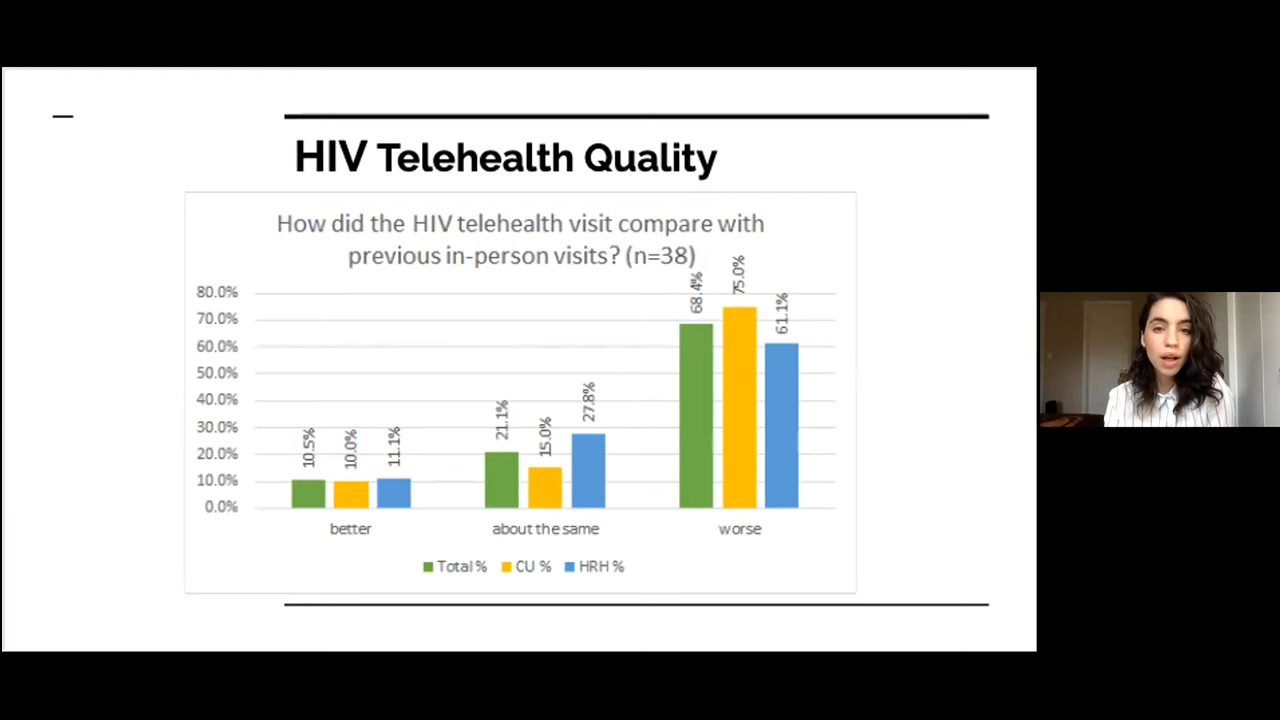 HIV Telehealth Quality
How did the HIV telehealth visit compare with
previous in-person visits? (n=38)
80.0%
70.0%
60.0%
50.0%
40.0%
30.0%
20.0%
10.0%
0.0%
10.5%
10.0%
11.1%
21.1%
15.0%
27.8%
68.4%
75.0%
61.1%
better
about the same
worse
Total %
CU %
HRH %